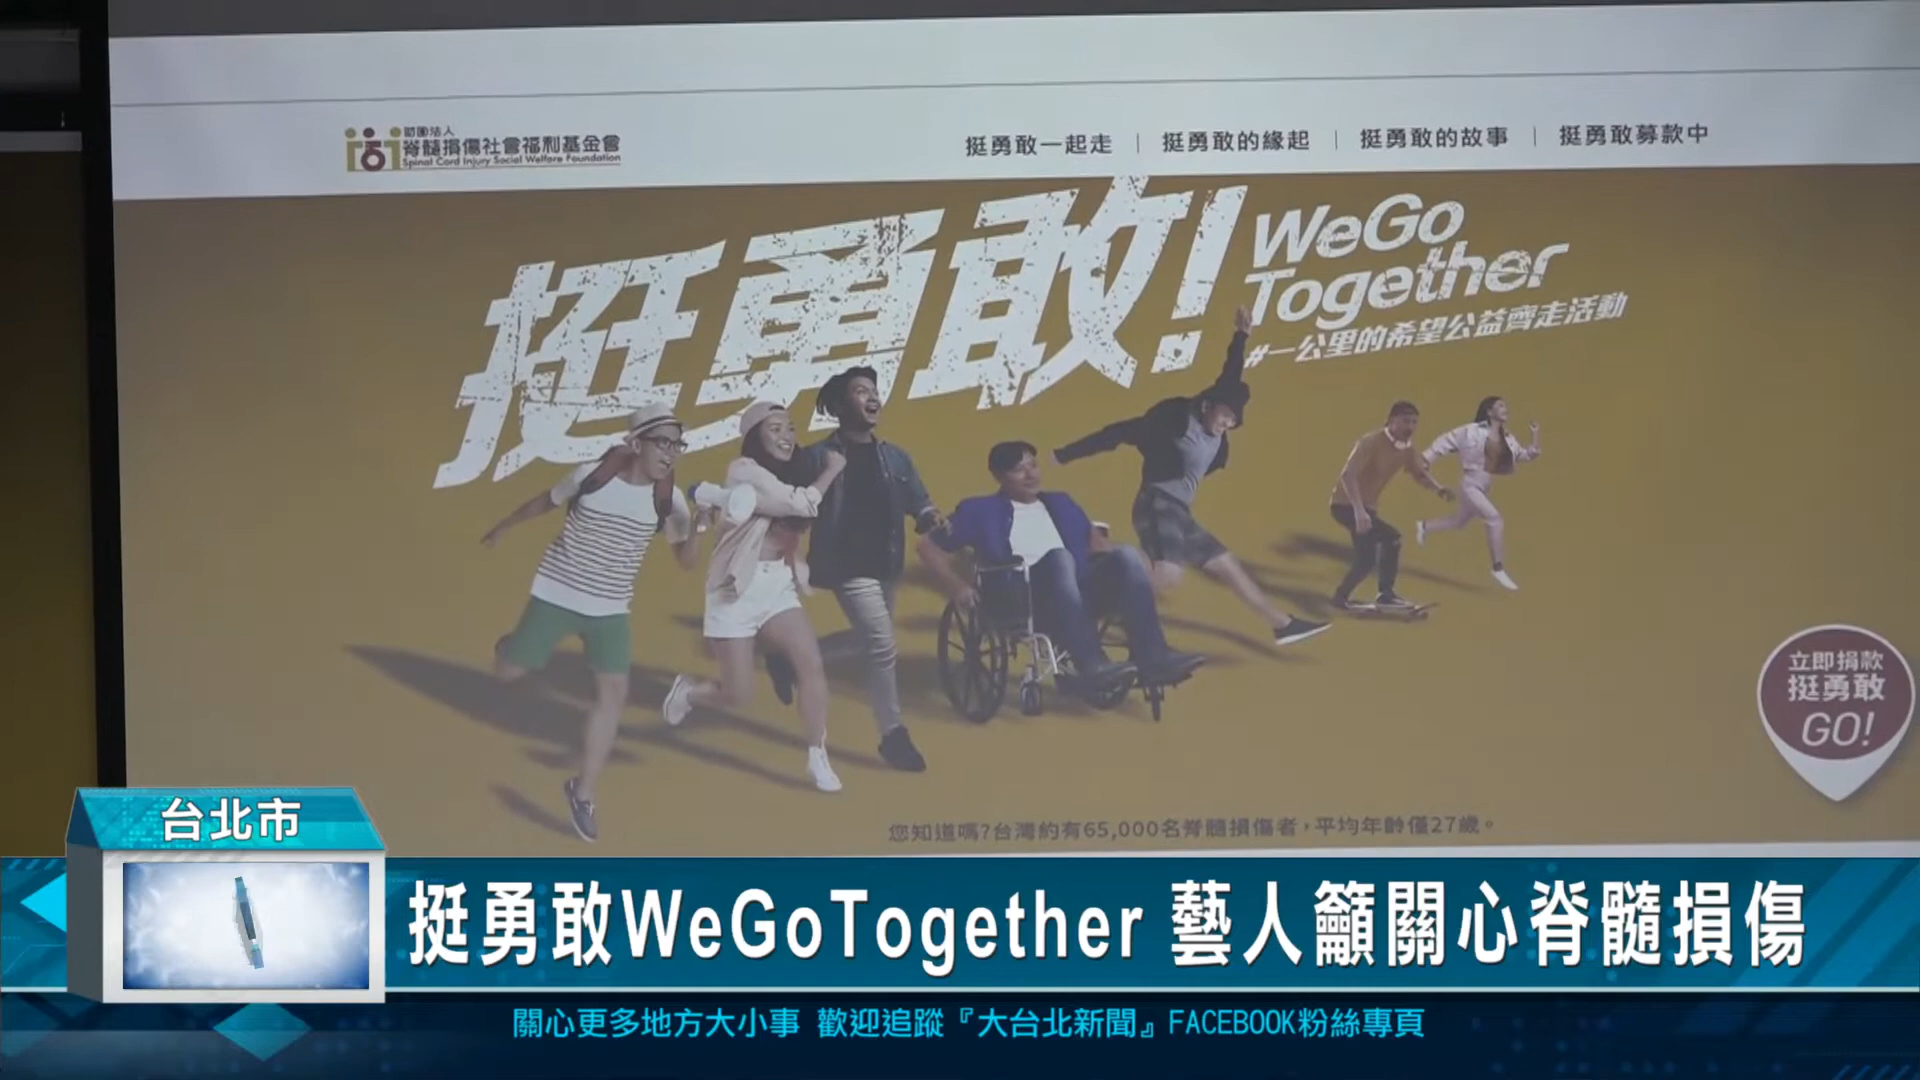 財團法人
脊髓損傷社會福利基金會
Spinal Cord Injury Social Welfare Foundation
挺勇敢一起走 | 挺勇敢的緣起 | 挺勇敢的故事 | 挺勇敢募款中
挺勇敢!
WeGo
Together
#一公里的希望公益齊走活動
立即捐款
挺勇敢
GO!
您知道嗎?台灣約有65,000名脊髓損傷者,平均年齡僅27歲。
台北市
挺勇敢WeGoTogether 藝人籲關心脊髓損傷
關心更多地方大小事 歡迎追蹤『大台北新聞』FACEBOOK粉絲專頁